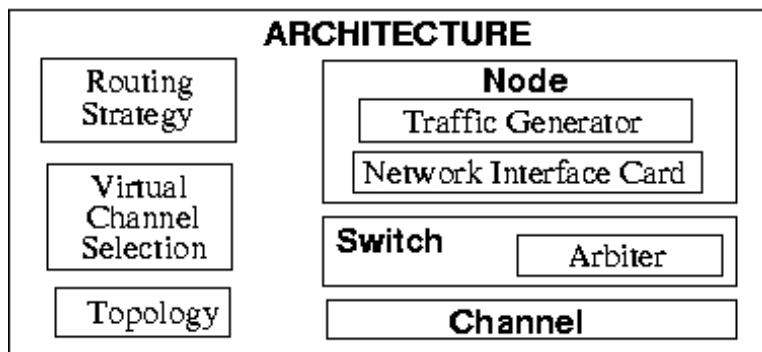 ARCHITECTURE
Routing
Strategy
Virtual
Channel
Selection
Topology
Node
Traffic Generator
Network Interface Card
Switch
Arbiter
Channel